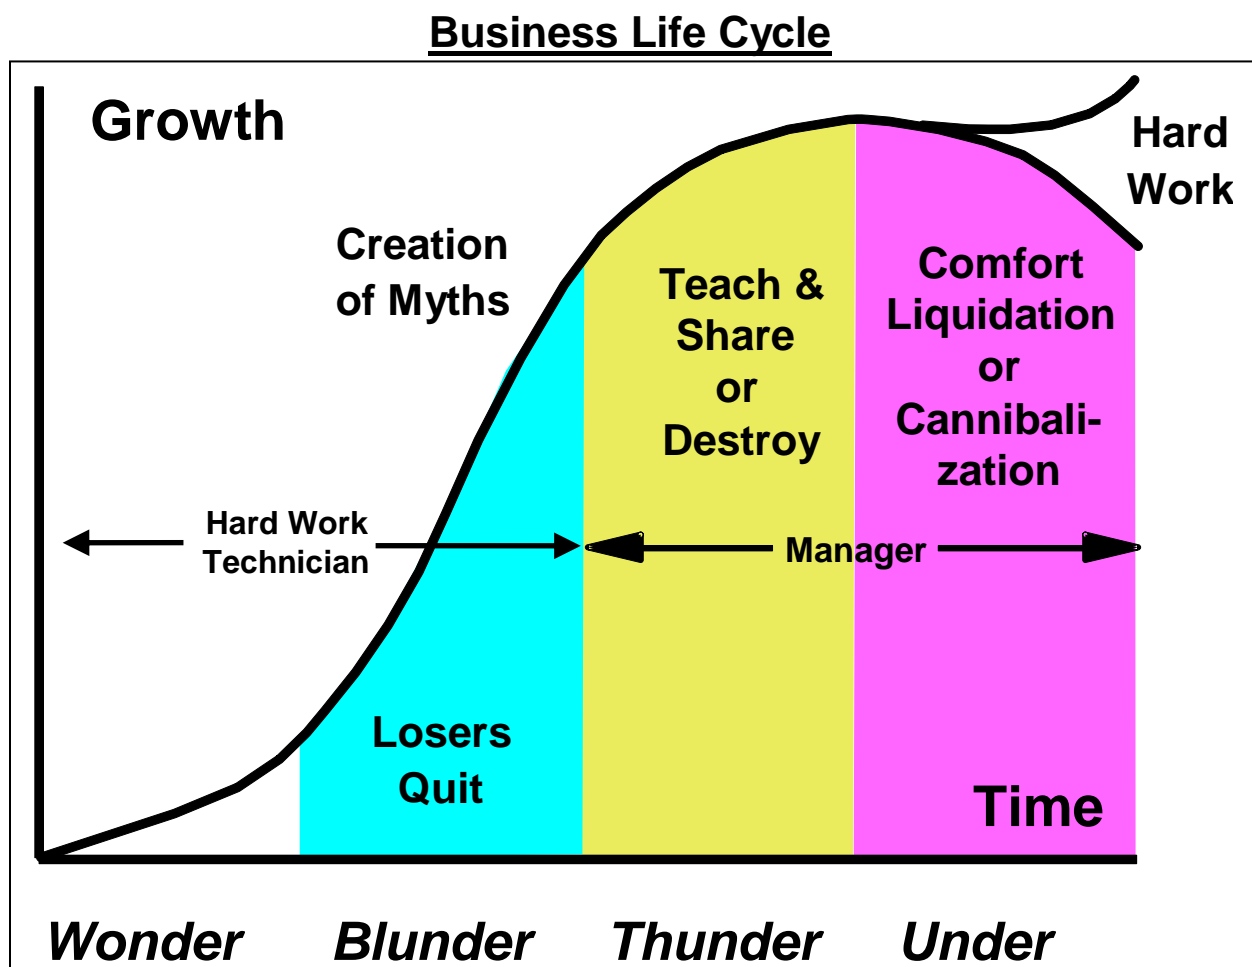 Business Life Cycle
Growth
Hard
Work
Creation
of Myths
Teach &
Share
or
Destroy
Comfort
Liquidation
or
Cannibali-
zation
Hard Work
Technician
Manager
Losers
Quit
Time
Wonder Blunder Thunder Under